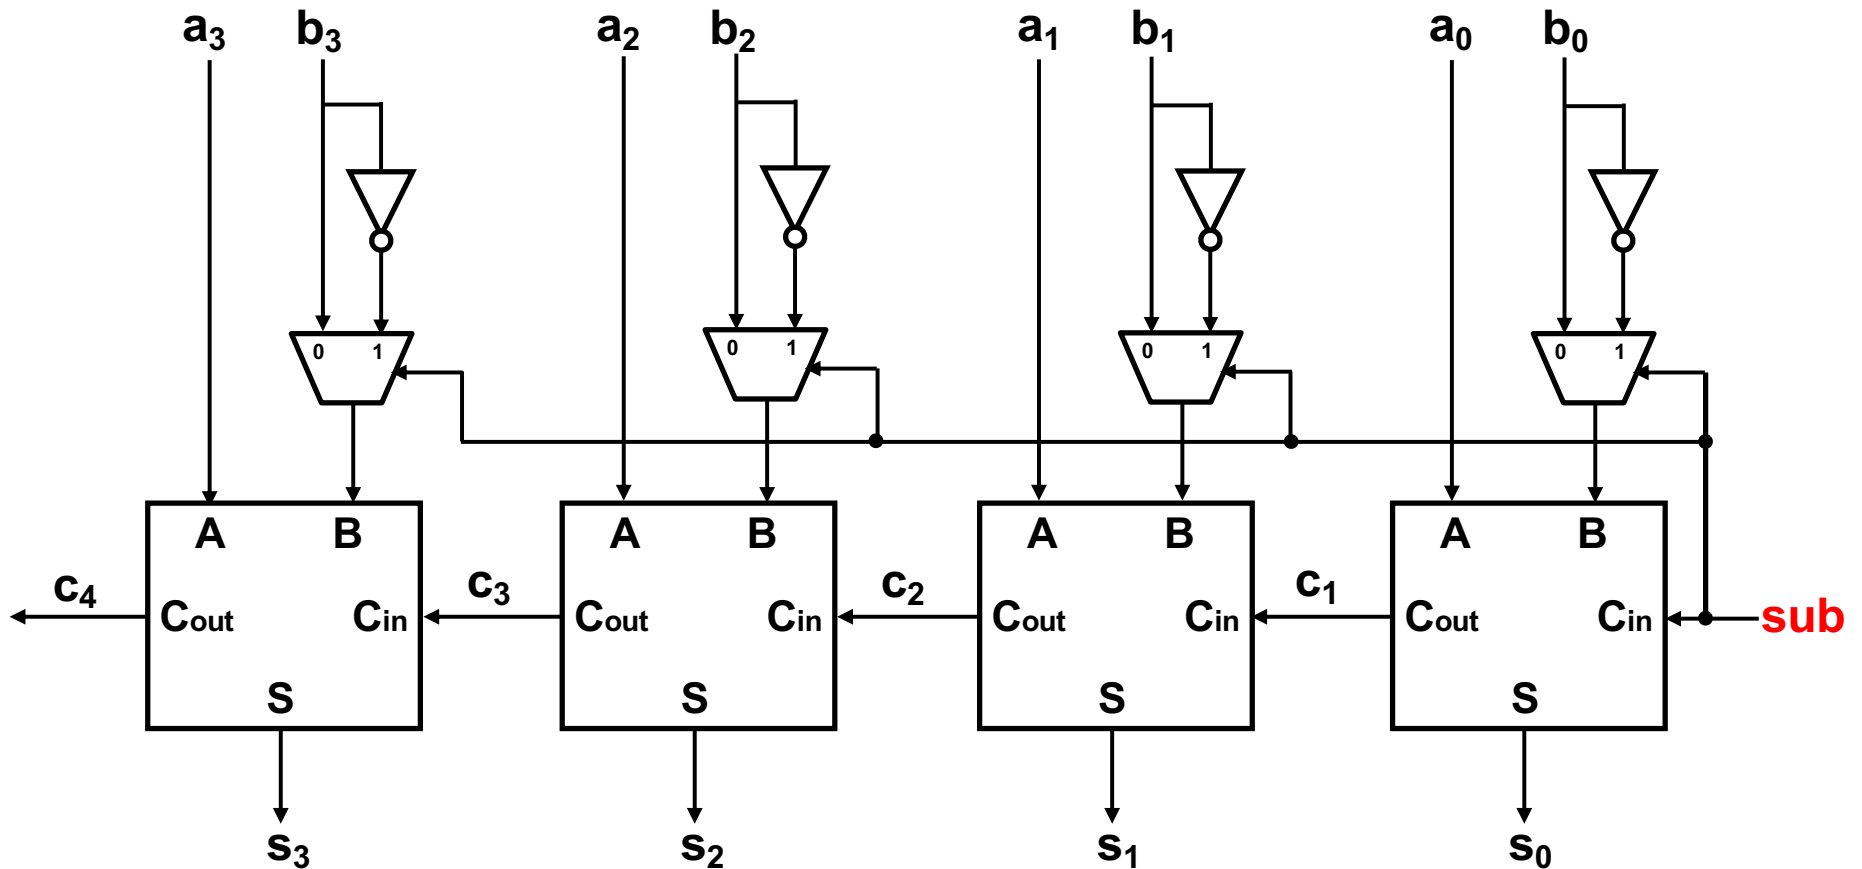 a₃ b₃ a₂ b₂ a₁ b₁ a₀ b₀
0 1 0 1 0 1 0 1
A B A B A B A B
c₄ Cout Cin c₃ Cout Cin c₂ Cout Cin c₁ Cout Cin sub
S S S S
s₃ s₂ s₁ s₀